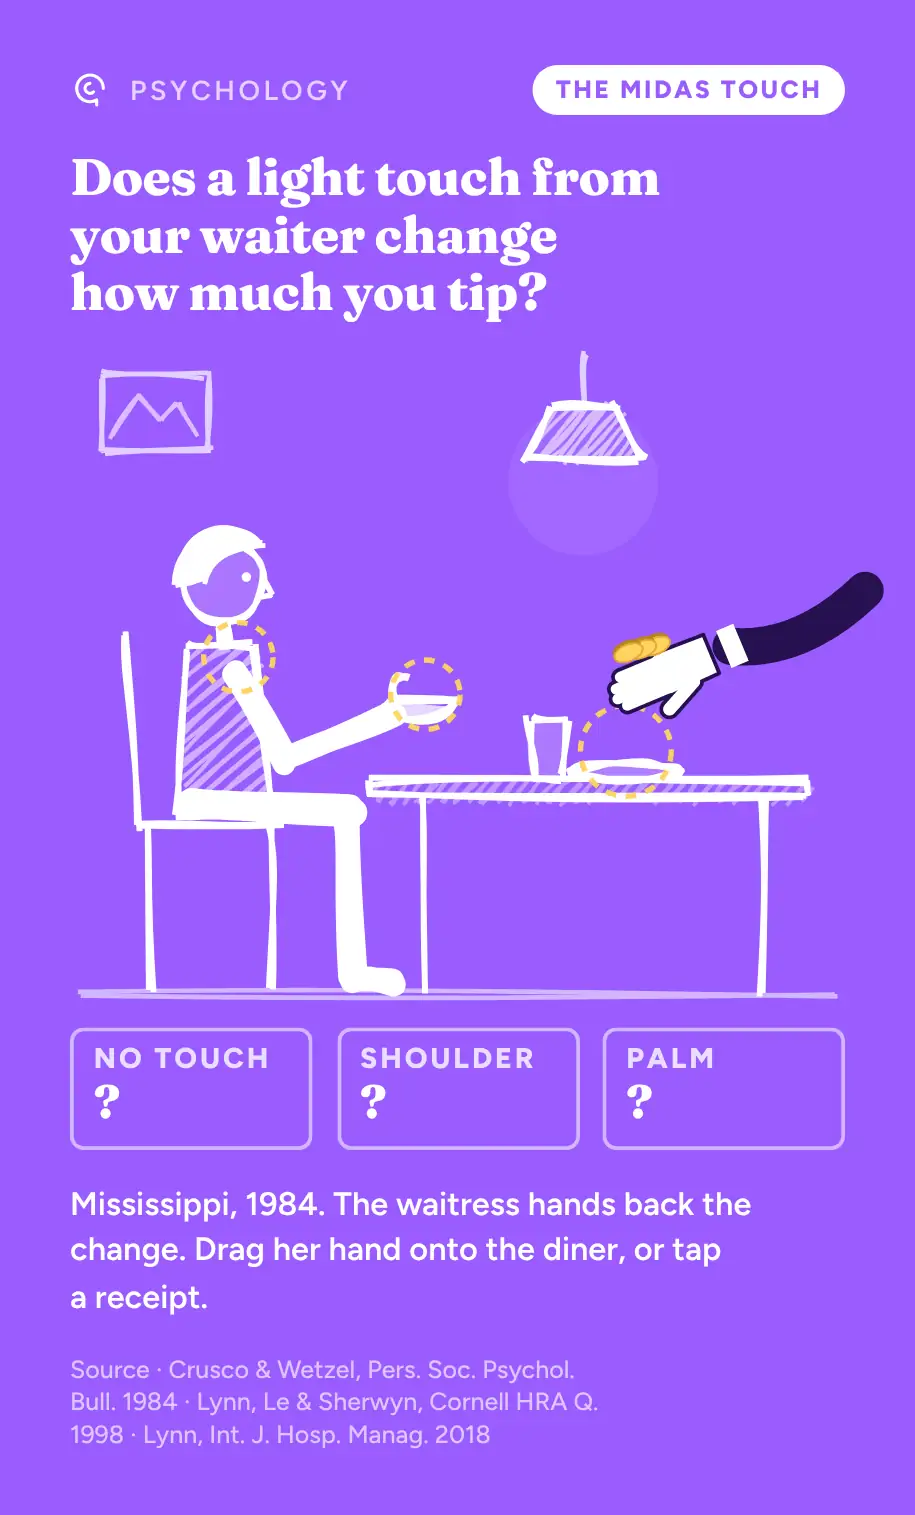 PSYCHOLOGY
THE MIDAS TOUCH
Does a light touch from
your waiter change
how much you tip?
NO TOUCH
?
SHOULDER
?
PALM
?
Mississippi, 1984. The waitress hands back the
change. Drag her hand onto the diner, or tap
a receipt.
Source · Crusco & Wetzel, Pers. Soc. Psychol.
Bull. 1984 · Lynn, Le & Sherwyn, Cornell HRA Q.
1998 · Lynn, Int. J. Hosp. Manag. 2018